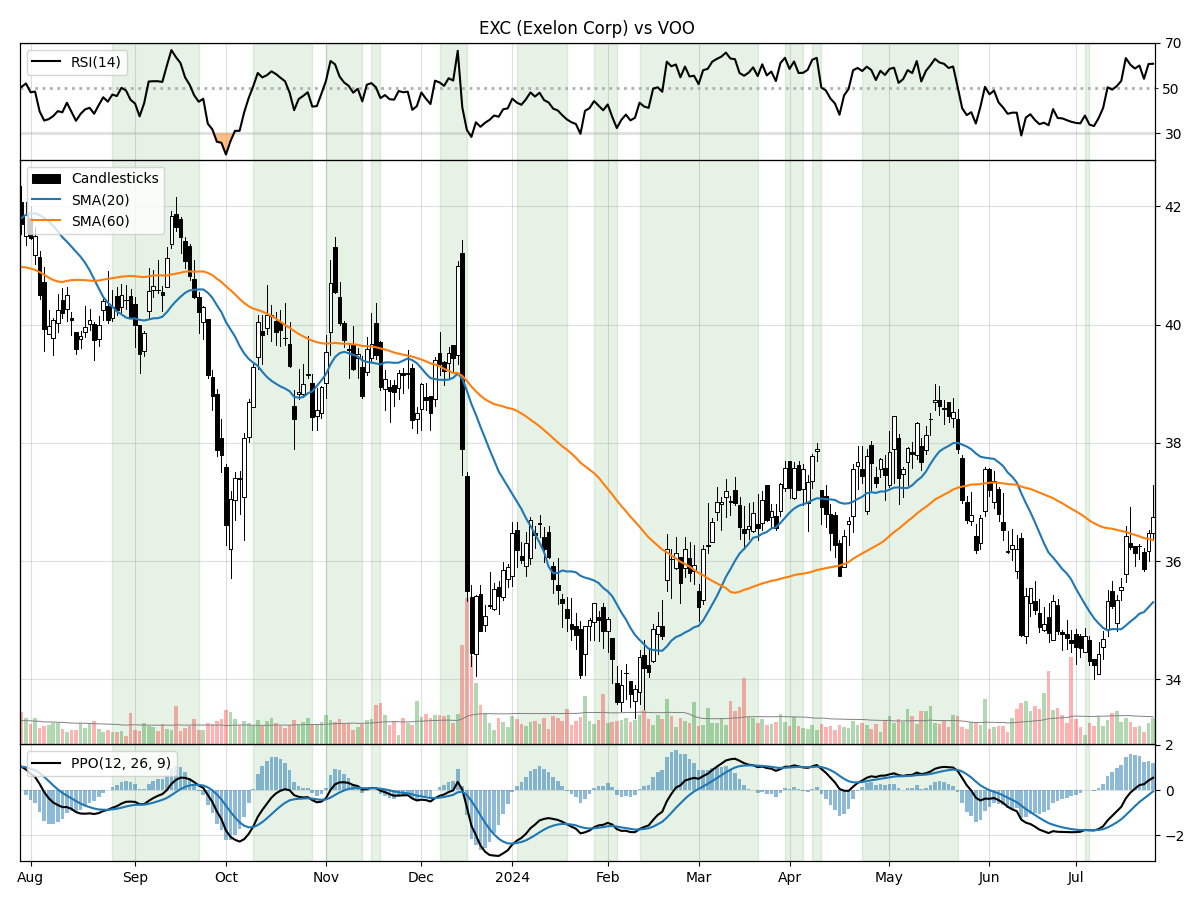 EXC (Exelon Corp) vs VOO
RSI(14)
70
50
30
Candlesticks
SMA(20)
SMA(60)
42
40
38
36
34
PPO(12, 26, 9)
2
0
−2
Aug Sep Oct Nov Dec 2024 Feb Mar Apr May Jun Jul